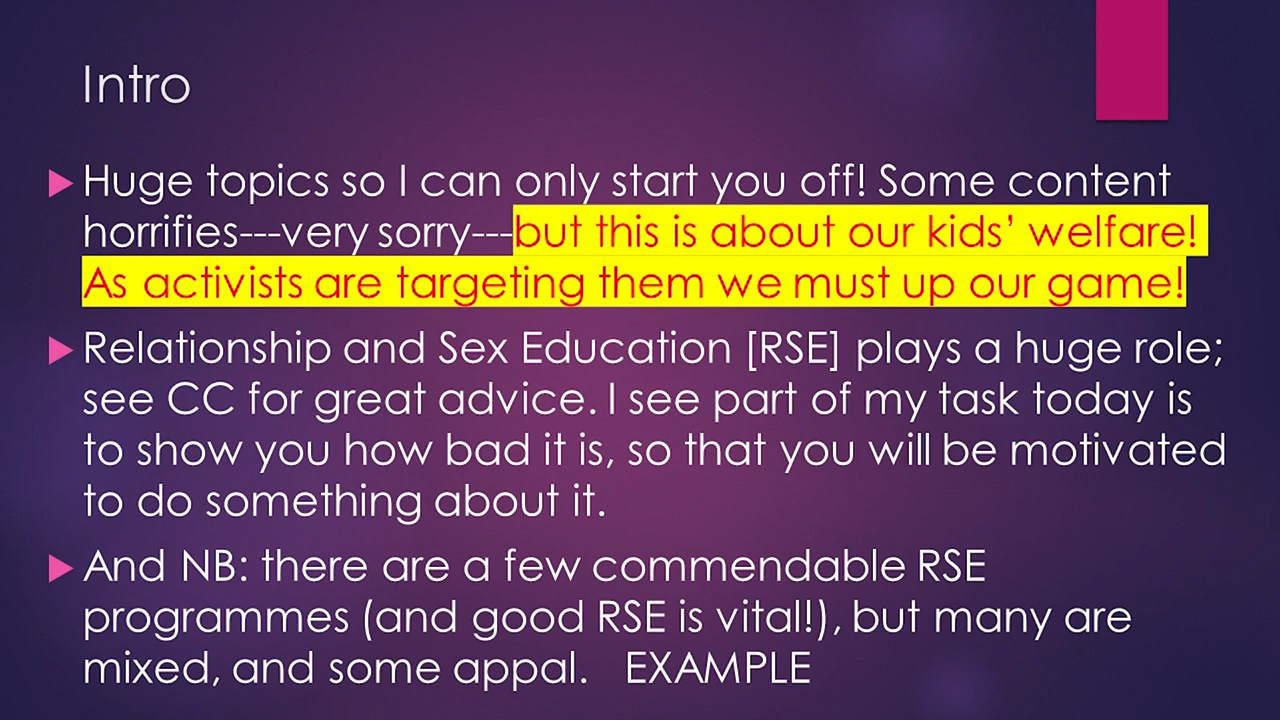 Intro
Huge topics so I can only start you off! Some content
horrifies---very sorry---but this is about our kids’ welfare!
As activists are targeting them we must up our game!
Relationship and Sex Education [RSE] plays a huge role;
see CC for great advice. I see part of my task today is
to show you how bad it is, so that you will be motivated
to do something about it.
And NB: there are a few commendable RSE
programmes (and good RSE is vital!), but many are
mixed, and some appal.   EXAMPLE